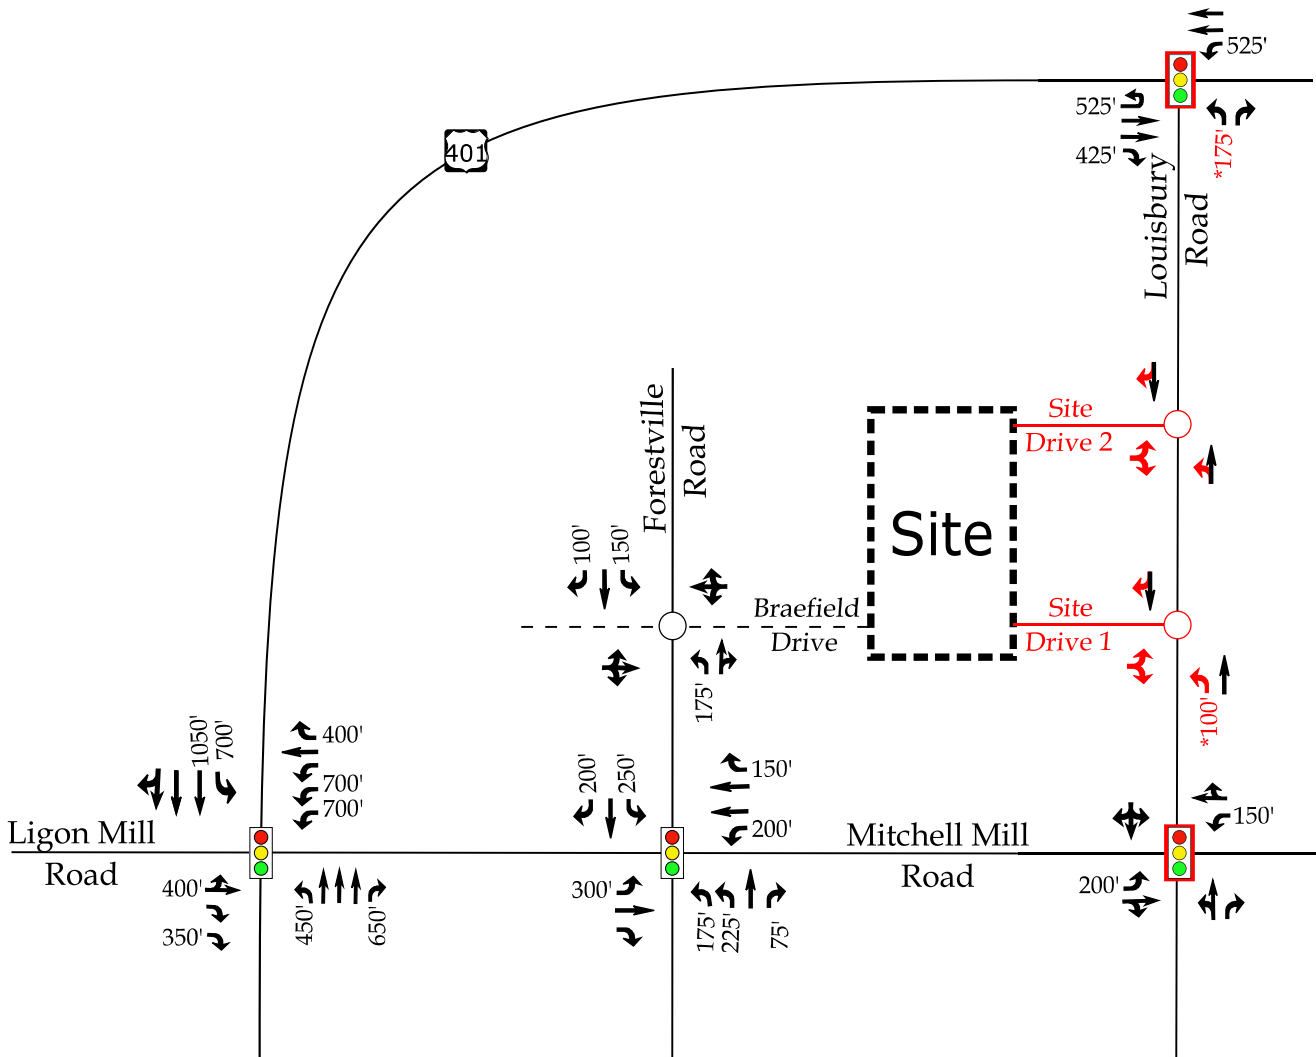 525'
525'
425'
*175'
401
Louisbury
Road
Site
Drive 2
Forestville
Road
Site
100'
150'
Braefield
Drive
Site
Drive 1
175'
*100'
1050'
700'
400'
700'
700'
200'
250'
150'
200'
150'
Ligon Mill
Road
Mitchell Mill
Road
400'
350'
450'
650'
300'
175'
225'
75'
200'